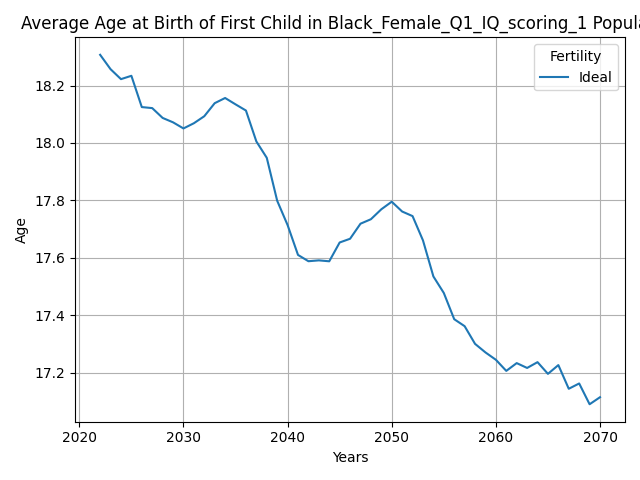 Average Age at Birth of First Child in Black_Female_Q1_IQ_scoring_1 Popula
Fertility
Ideal
18.2
18.0
17.8
17.6
17.4
17.2
Age
2020 2030 2040 2050 2060 2070
Years